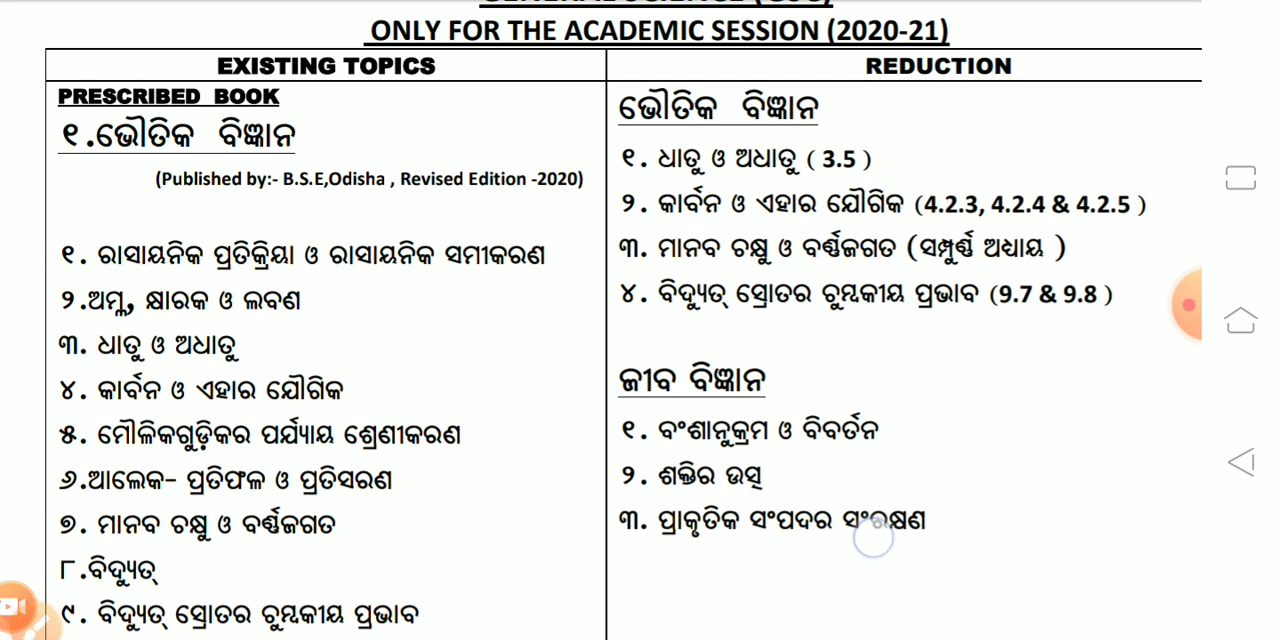 GENERAL SCIENCE (GSC)
ONLY FOR THE ACADEMIC SESSION (2020-21)
EXISTING TOPICS
PRESCRIBED BOOK
୧.ଭୌତିକ ବିଜ୍ଞାନ
(Published by:- B.S.E,Odisha , Revised Edition -2020)
୧. ରାସାୟନିକ ପ୍ରତିକ୍ରିୟା ଓ ରାସାୟନିକ ସମୀକରଣ
୨.ଅମ୍ଳ, କ୍ଷାରକ ଓ ଲବଣ
୩. ଧାତୁ ଓ ଅଧାତୁ
୪. କାର୍ବନ ଓ ଏହାର ଯୌଗିକ
୫. ମୌଳିକଗୁଡ଼ିକର ପର୍ଯ୍ୟାୟ ଶ୍ରେଣୀକରଣ
୬.ଆଲେକ– ପ୍ରତିଫଳ ଓ ପ୍ରତିସରଣ
୭. ମାନବ ଚକ୍ଷୁ ଓ ବର୍ଣ୍ଣଜଗତ
୮.ବିଦ୍ୟୁତ୍
୯. ବିଦ୍ୟୁତ୍ ସ୍ରୋତର ଚୁମ୍ବକୀୟ ପ୍ରଭାବ
REDUCTION
ଭୌତିକ ବିଜ୍ଞାନ
୧. ଧାତୁ ଓ ଅଧାତୁ ( 3.5 )
୨. କାର୍ବନ ଓ ଏହାର ଯୌଗିକ (4.2.3, 4.2.4 & 4.2.5 )
୩. ମାନବ ଚକ୍ଷୁ ଓ ବର୍ଣ୍ଣଜଗତ (ସମ୍ପୁର୍ଣ୍ଣ ଅଧ୍ୟାୟ )
୪. ବିଦ୍ୟୁତ୍ ସ୍ରୋତର ଚୁମ୍ବକୀୟ ପ୍ରଭାବ (9.7 & 9.8 )
ଜୀବ ବିଜ୍ଞାନ
୧. ବଂଶାନୁକ୍ରମ ଓ ବିବର୍ତନ
୨. ଶକ୍ତିର ଉତ୍ସ
୩. ପ୍ରାକୃତିକ ସଂପଦର ସଂରକ୍ଷଣ